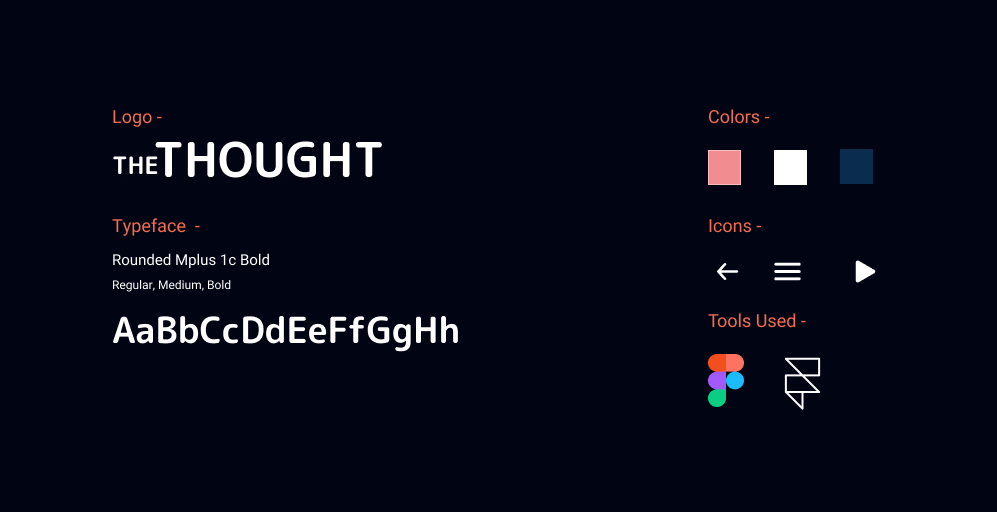 Logo -
THETHOUGHT
Typeface -
Rounded Mplus 1c Bold
Regular, Medium, Bold
AaBbCcDdEeFfGgHh
Colors -
Icons -
Tools Used -